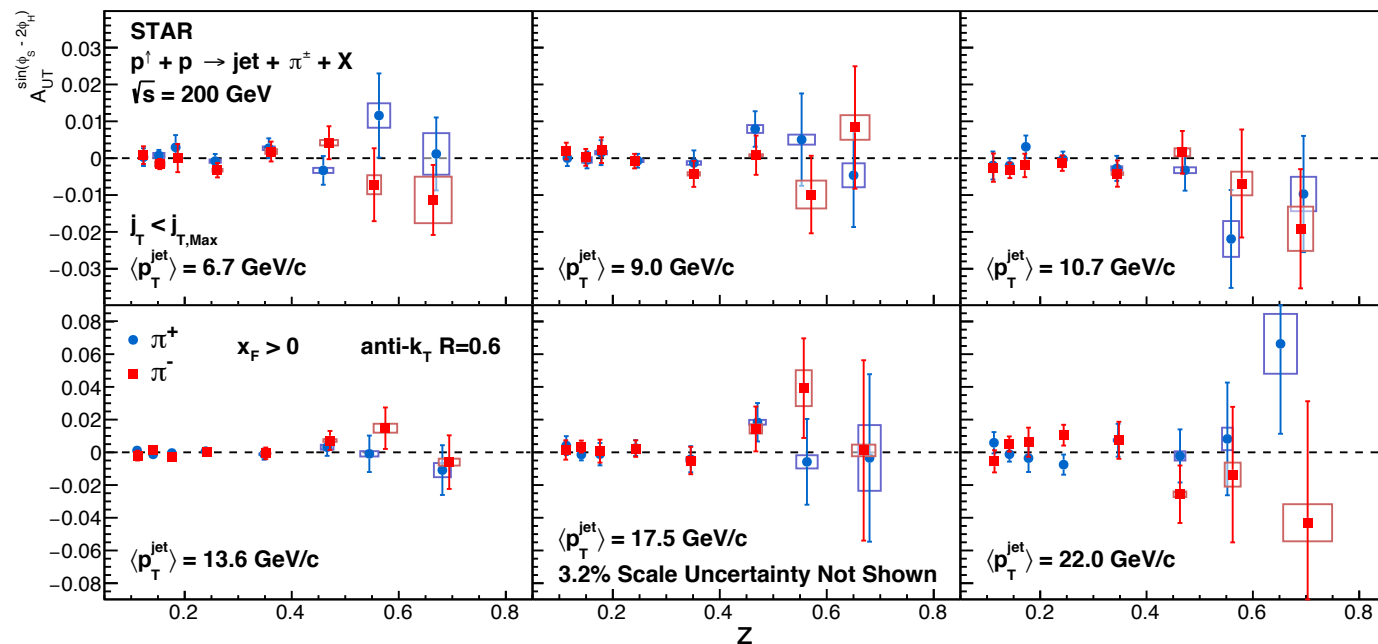 A_UT^sin(φ_S - 2φ_H)
STAR
p^↑ + p → jet + π^± + X
√s = 200 GeV
j_T < j_T,Max
⟨p_T^jet⟩ = 6.7 GeV/c
⟨p_T^jet⟩ = 9.0 GeV/c
⟨p_T^jet⟩ = 10.7 GeV/c
0.03
0.02
0.01
0
−0.01
−0.02
−0.03
π^+
π^-
x_F > 0
anti-k_T R=0.6
⟨p_T^jet⟩ = 13.6 GeV/c
⟨p_T^jet⟩ = 17.5 GeV/c
3.2% Scale Uncertainty Not Shown
⟨p_T^jet⟩ = 22.0 GeV/c
0.08
0.06
0.04
0.02
0
−0.02
−0.04
−0.06
−0.08
0.2 0.4 0.6 0.8 0.2 0.4 0.6 0.8 0.2 0.4 0.6 0.8
z